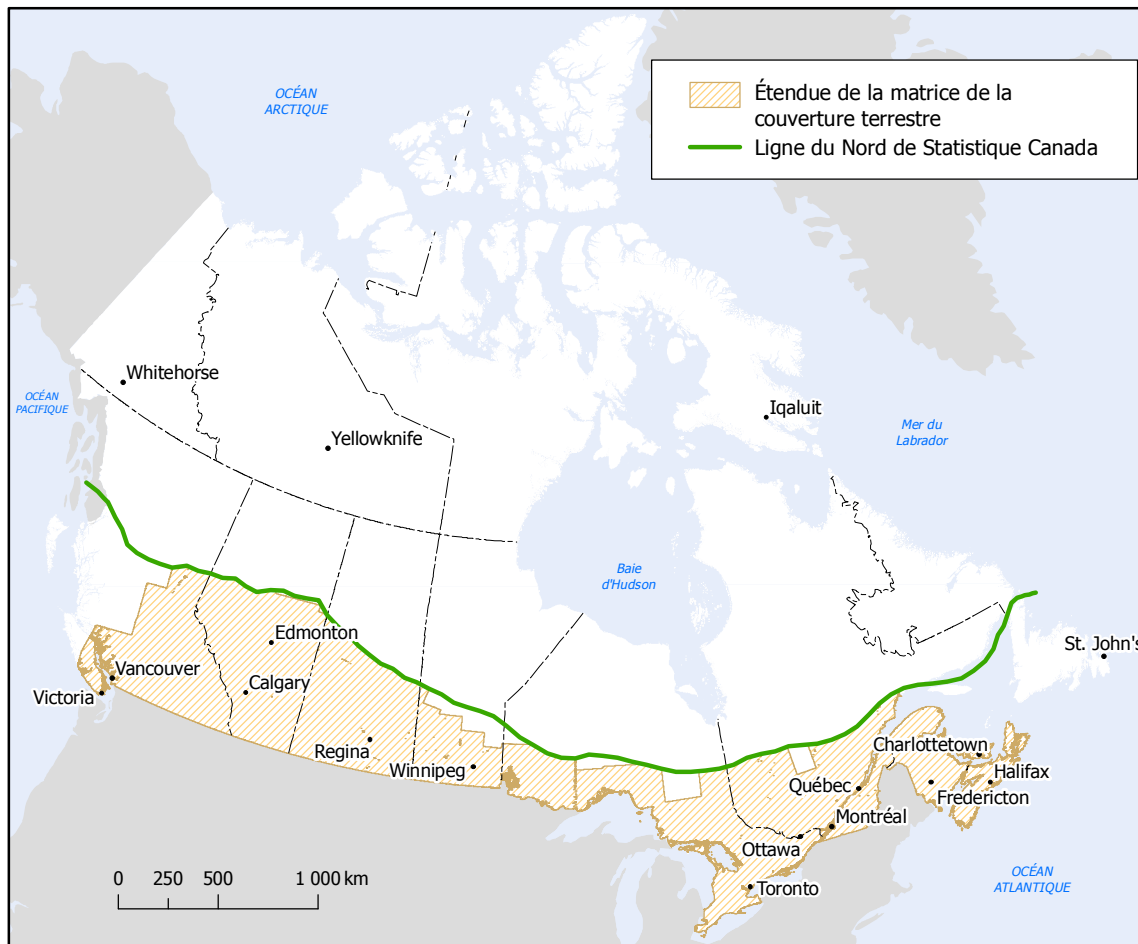 OCÉAN
ARCTIQUE
Étendue de la matrice de la
couverture terrestre
Ligne du Nord de Statistique Canada
Whitehorse
OCÉAN
PACIFIQUE
Iqaluit
Mer du
Labrador
Yellowknife
Baie
d'Hudson
Edmonton
St. John's
Vancouver
Calgary
Victoria
Regina
Winnipeg
Charlottetown
Halifax
Québec
Fredericton
Montréal
Ottawa
Toronto
OCÉAN
ATLANTIQUE
0 250 500 1 000 km